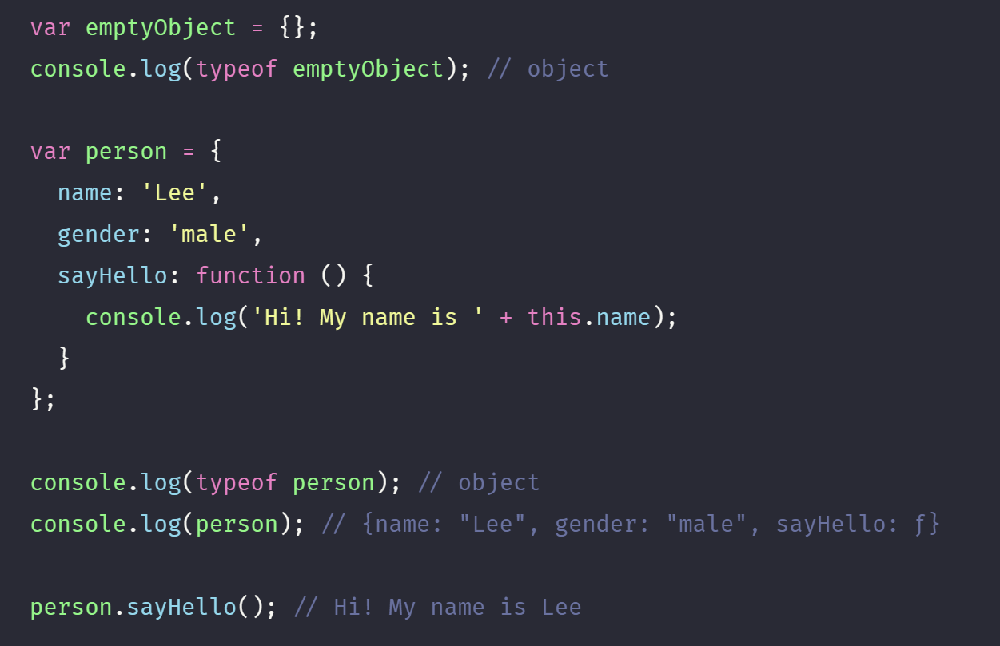 var emptyObject = {};
console.log(typeof emptyObject); // object

var person = {
  name: 'Lee',
  gender: 'male',
  sayHello: function () {
    console.log('Hi! My name is ' + this.name);
  }
};

console.log(typeof person); // object
console.log(person); // {name: "Lee", gender: "male", sayHello: ƒ}

person.sayHello(); // Hi! My name is Lee